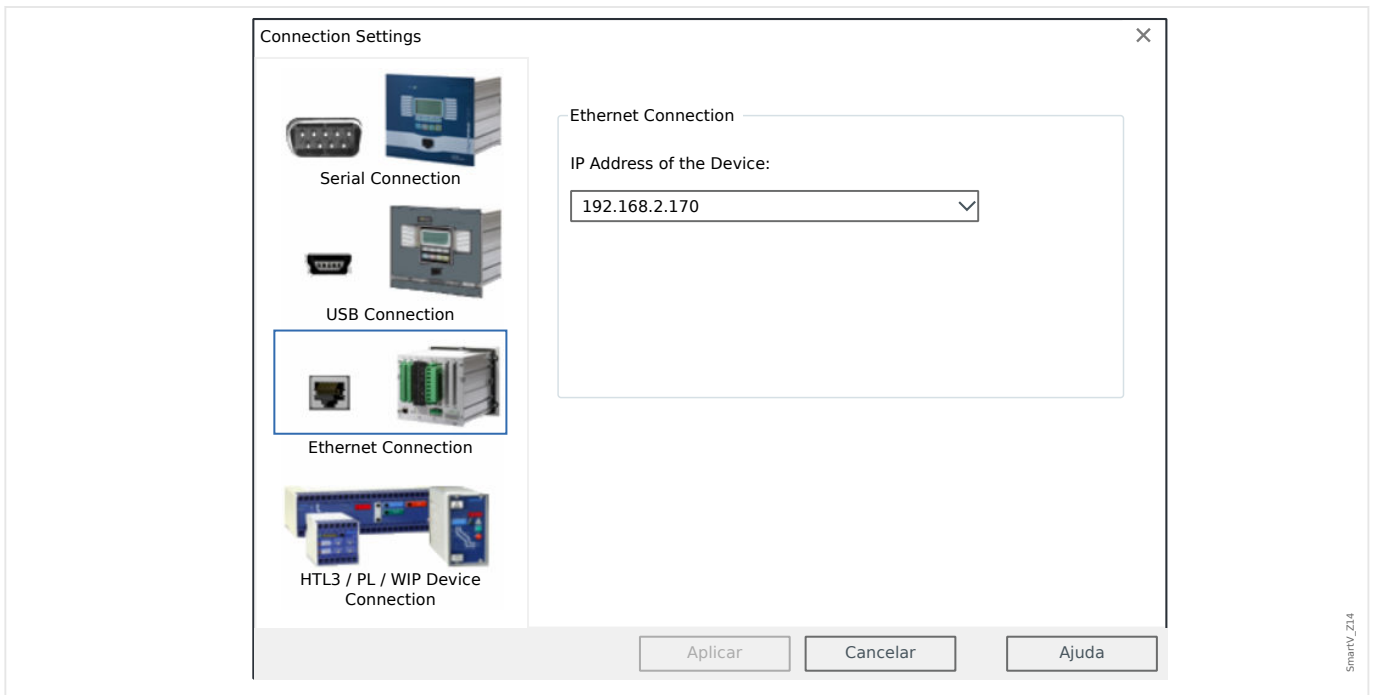 Connection Settings
Serial Connection
USB Connection
Ethernet Connection
HTL3 / PL / WIP Device
Connection
Ethernet Connection
IP Address of the Device:
192.168.2.170
Aplicar
Cancelar
Ajuda
SmartV_Z14